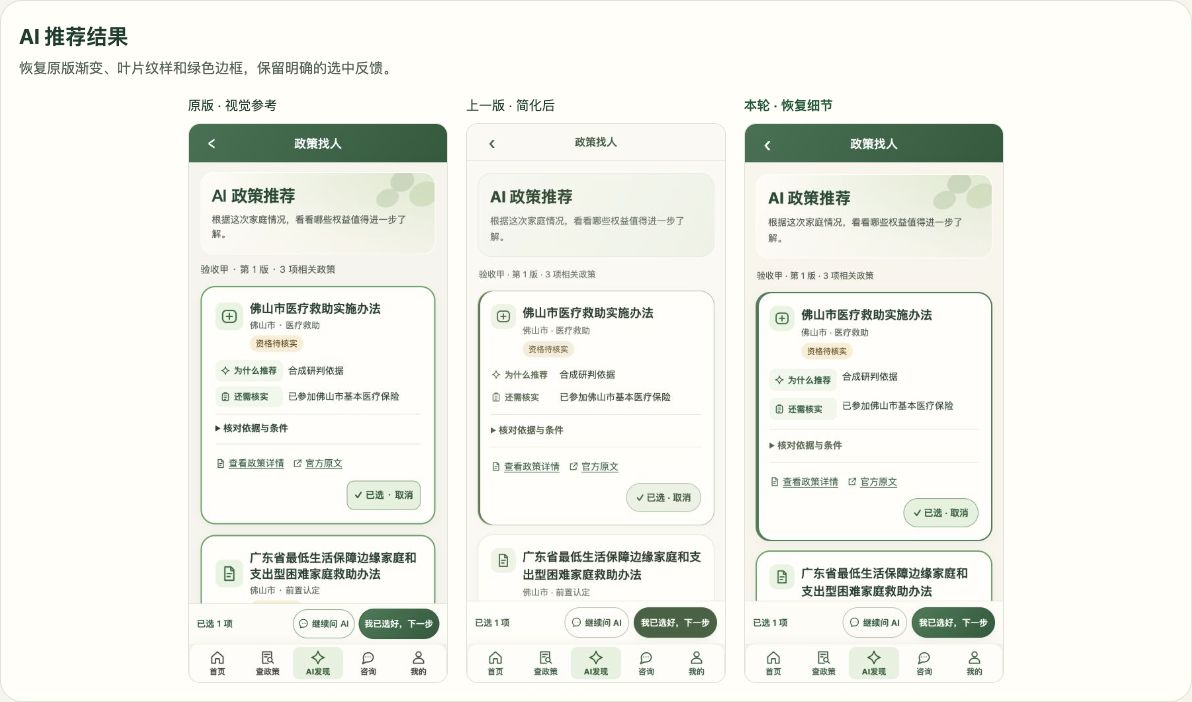 AI 推荐结果
恢复原版渐变、叶片纹样和绿色边框，保留明确的选中反馈。
原版 · 视觉参考
政策找人
AI 政策推荐
根据这次家庭情况，看看哪些权益值得进一步了
解。
验收甲 · 第 1 版 · 3 项相关政策
佛山市医疗救助实施办法
佛山市 · 医疗救助
资格待核实
为什么推荐 合成研判依据
还需核实 已参加佛山市基本医疗保险
核对依据与条件
查看政策详情 官方原文
已选 · 取消
广东省最低生活保障边缘家庭和
支出型困难家庭救助办法
佛山市 · 前置认定
已选 1 项 继续问 AI 我已选好，下一步
首页 查政策 AI发现 咨询 我的
上一版 · 简化后
政策找人
AI 政策推荐
根据这次家庭情况，看看哪些权益值得进一步了
解。
验收甲 · 第 1 版 · 3 项相关政策
佛山市医疗救助实施办法
佛山市 · 医疗救助
资格待核实
为什么推荐 合成研判依据
还需核实 已参加佛山市基本医疗保险
核对依据与条件
查看政策详情 官方原文
已选 · 取消
广东省最低生活保障边缘家庭和支
出型困难家庭救助办法
佛山市 · 前置认定
已选 1 项 继续问 AI 我已选好，下一步
首页 查政策 AI发现 咨询 我的
本轮 · 恢复细节
政策找人
AI 政策推荐
根据这次家庭情况，看看哪些权益值得进一步了
解。
验收甲 · 第 1 版 · 3 项相关政策
佛山市医疗救助实施办法
佛山市 · 医疗救助
资格待核实
为什么推荐 合成研判依据
还需核实 已参加佛山市基本医疗保险
核对依据与条件
查看政策详情 官方原文
已选 · 取消
广东省最低生活保障边缘家庭和
支出型困难家庭救助办法
已选 1 项 继续问 AI 我已选好，下一步
首页 查政策 AI发现 咨询 我的